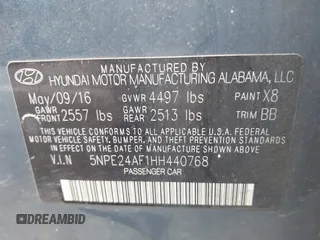 MANUFACTURED BY
HYUNDAI MOTOR MANUFACTURING ALABAMA, LLC.
May/09/16 GVWR 4497 lbs PAINT X8
GAWR FRONT 2557 lbs GAWR REAR 2513 lbs TRIM BB
THIS VEHICLE CONFORMS TO ALL APPLICABLE U.S.
FEDERAL MOTOR VEHICLE SAFETY, BUMPER, AND THEFT
PREVENTION STANDARDS IN EFFECT ON THE DATE OF
MANUFACTURE SHOWN ABOVE.
V.I.N 5NPE24AF1HH440768
PASSENGER CAR
© AutoBidMaster